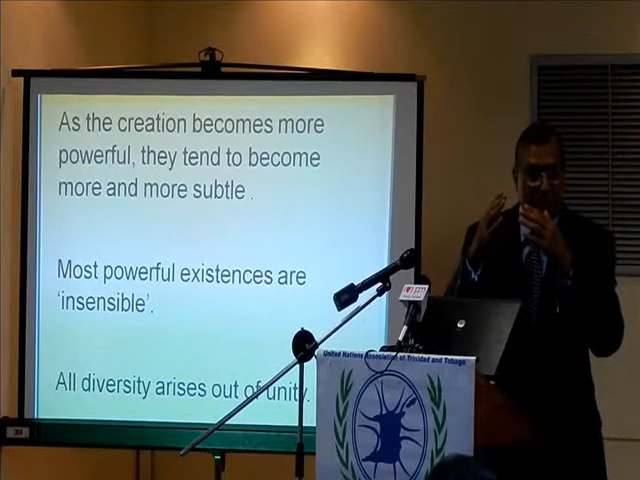 As the creation becomes more
powerful, they tend to become
more and more subtle .
Most powerful existences are
'insensible'.
All diversity arises out of unity.
United Nations Association of Trinidad and Tobago